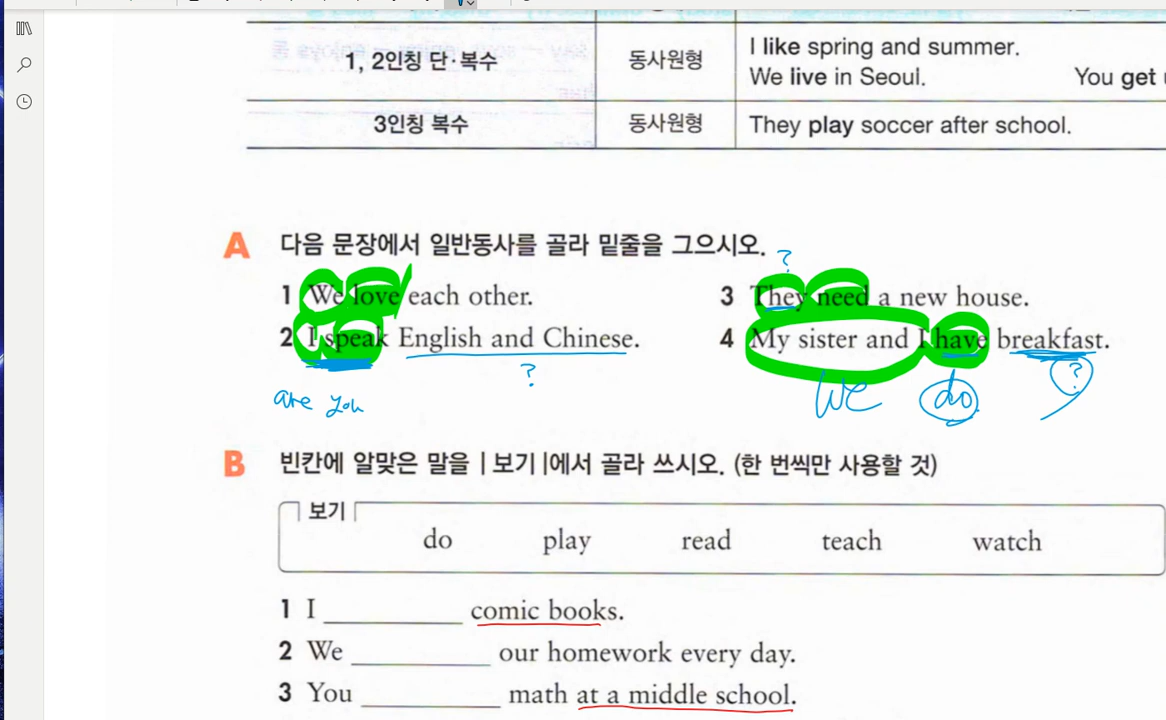 1, 2인칭 단·복수 동사원형 I like spring and summer.
We live in Seoul. You get
3인칭 복수 동사원형 They play soccer after school.
A 다음 문장에서 일반동사를 골라 밑줄을 그으시오.
?
1 We love each other.
3 They need a new house.
2 I speak English and Chinese.
4 My sister and I have breakfast.
? ?
are you we do
B 빈칸에 알맞은 말을 | 보기 |에서 골라 쓰시오. (한 번씩만 사용할 것)
보기
do play read teach watch
1 I __________ comic books.
2 We __________ our homework every day.
3 You __________ math at a middle school.